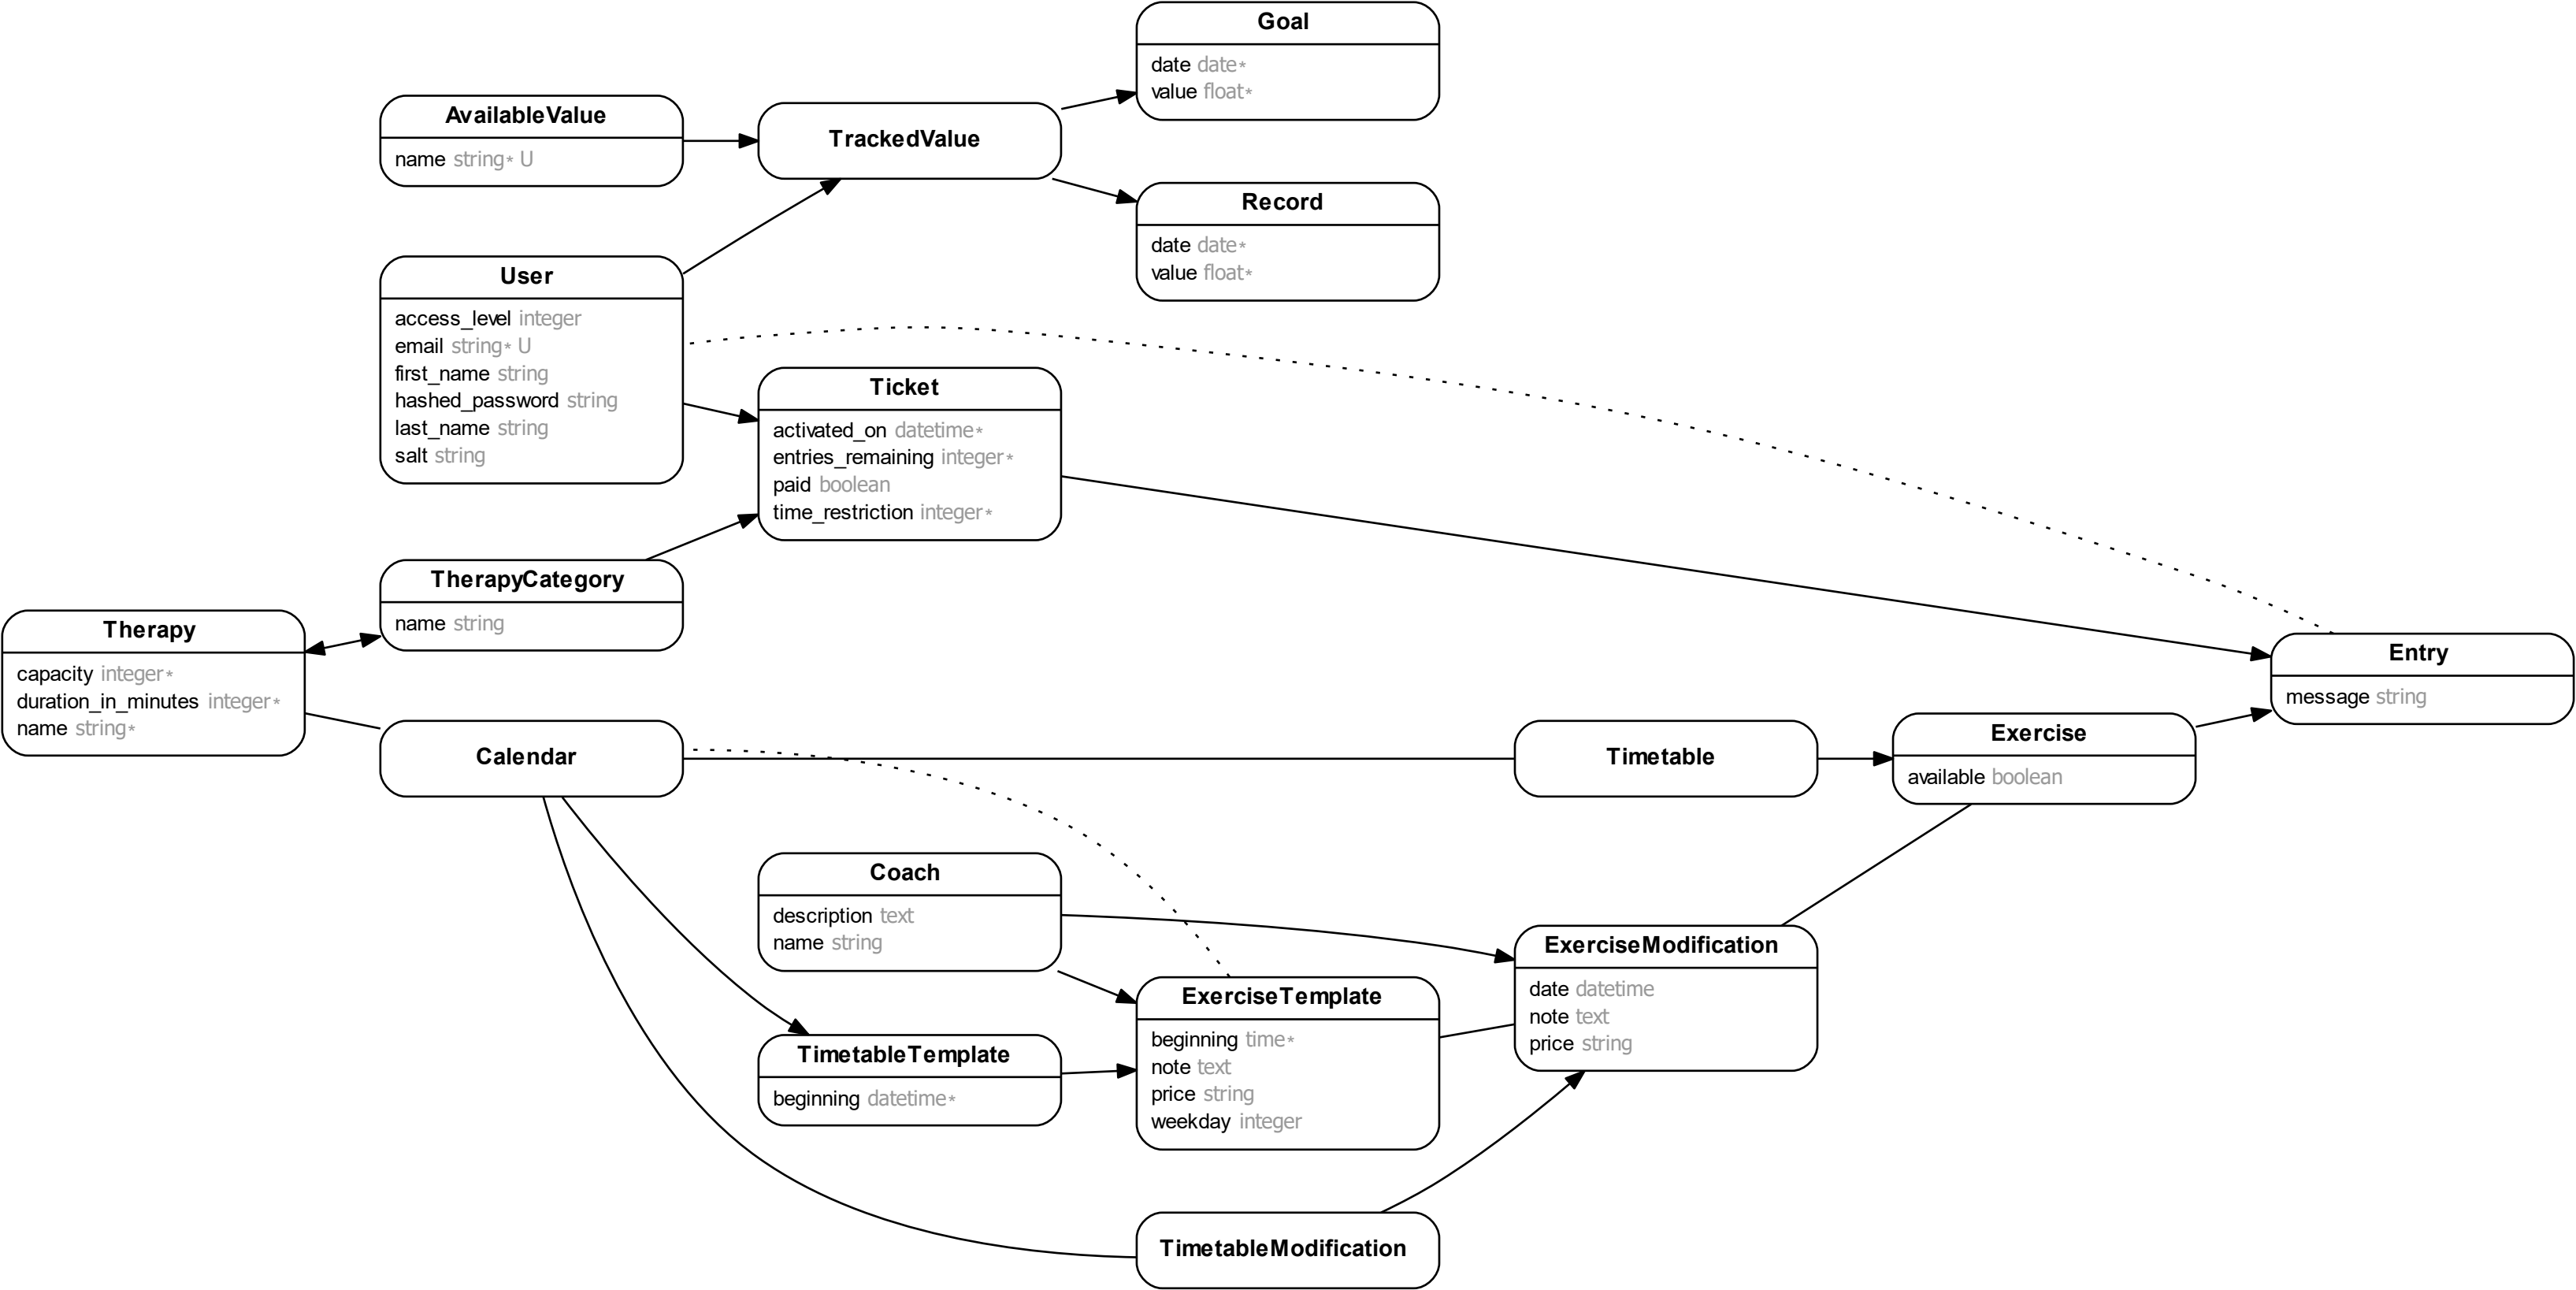 Goal
date date*
value float*
AvailableValue
name string* U
TrackedValue
Record
date date*
value float*
User
access_level integer
email string* U
first_name string
hashed_password string
last_name string
salt string
Ticket
activated_on datetime*
entries_remaining integer*
paid boolean
time_restriction integer*
TherapyCategory
name string
Therapy
capacity integer*
duration_in_minutes integer*
name string*
Entry
message string
Calendar
Timetable
Exercise
available boolean
Coach
description text
name string
ExerciseModification
date datetime
note text
price string
ExerciseTemplate
beginning time*
note text
price string
weekday integer
TimetableTemplate
beginning datetime*
TimetableModification